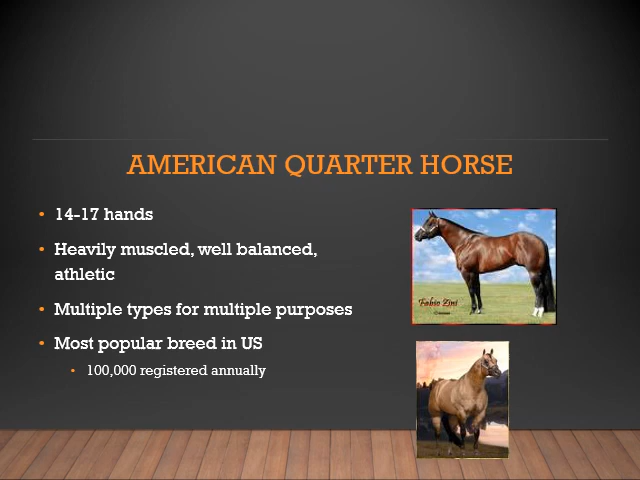 AMERICAN QUARTER HORSE
• 14-17 hands
• Heavily muscled, well balanced,
athletic
• Multiple types for multiple purposes
• Most popular breed in US
• 100,000 registered annually
Fabio Zini